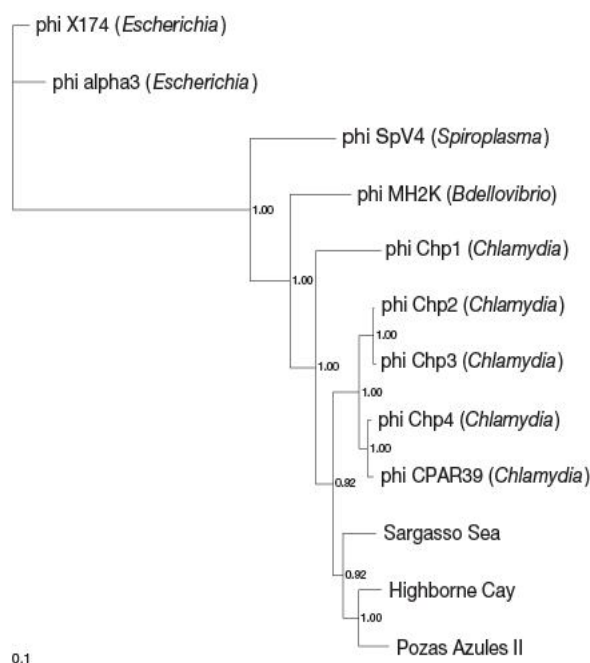 phi X174 (Escherichia)
phi alpha3 (Escherichia)
phi SpV4 (Spiroplasma)
phi MH2K (Bdellovibrio)
1.00
phi Chp1 (Chlamydia)
1.00
phi Chp2 (Chlamydia)
1.00
phi Chp3 (Chlamydia)
1.00
1.00
phi Chp4 (Chlamydia)
1.00
phi CPAR39 (Chlamydia)
0.92
Sargasso Sea
0.92
Highborne Cay
1.00
Pozas Azules II
0.1